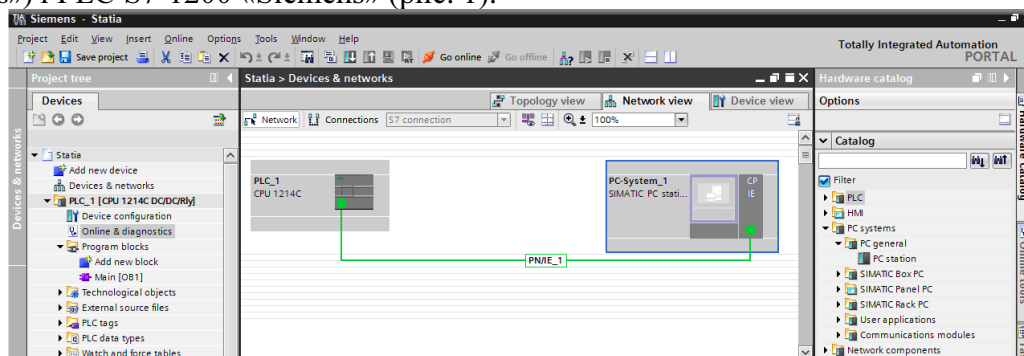 s») і PLC S7-1200 «Siemens» (рис. 1).
Siemens - Statia
Project Edit View Insert Online Options Tools Window Help
Totally Integrated Automation
PORTAL
Save project Go online Go offline
Project tree
Statia > Devices & networks
Hardware catalog
Devices
Topology view Network view Device view
Options
Network Connections S7 connection 100%
Catalog
Statia
Add new device
Devices & networks
PLC_1 [CPU 1214C DC/DC/Rly]
Device configuration
Online & diagnostics
Program blocks
Add new block
Main [OB1]
Technological objects
External source files
PLC tags
PLC data types
Watch and force tables
Devices & networks
PLC_1
CPU 1214C
PC-System_1
SIMATIC PC stati...
CP
IE
PN/IE_1
Filter
PLC
HMI
PC systems
PC general
PC station
SIMATIC Box PC
SIMATIC Panel PC
SIMATIC Rack PC
User applications
Communications modules
Network components
Hardware catalog
Online tools